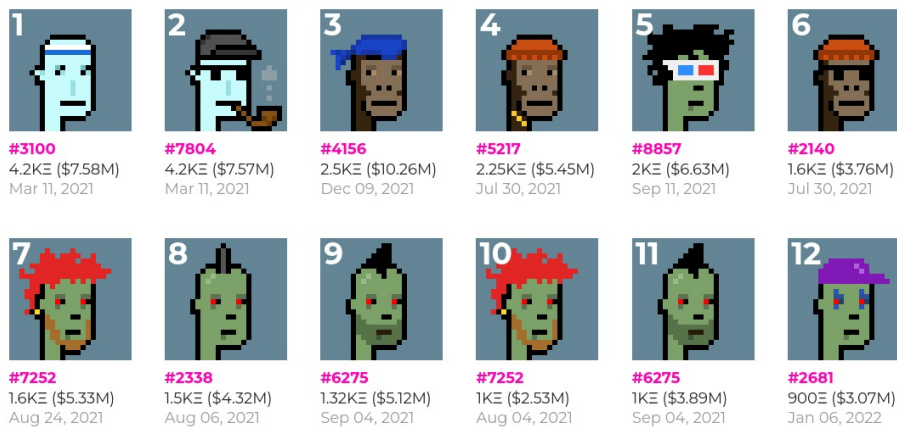 1 2 3 4 5 6
#3100 #7804 #4156 #5217 #8857 #2140
4.2KΞ ($7.58M) 4.2KΞ ($7.57M) 2.5KΞ ($10.26M) 2.25KΞ ($5.45M) 2KΞ ($6.63M) 1.6KΞ ($3.76M)
Mar 11, 2021 Mar 11, 2021 Dec 09, 2021 Jul 30, 2021 Sep 11, 2021 Jul 30, 2021
7 8 9 10 11 12
#7252 #2338 #6275 #7252 #6275 #2681
1.6KΞ ($5.33M) 1.5KΞ ($4.32M) 1.32KΞ ($5.12M) 1KΞ ($2.53M) 1KΞ ($3.89M) 900Ξ ($3.07M)
Aug 24, 2021 Aug 06, 2021 Sep 04, 2021 Aug 04, 2021 Sep 04, 2021 Jan 06, 2022